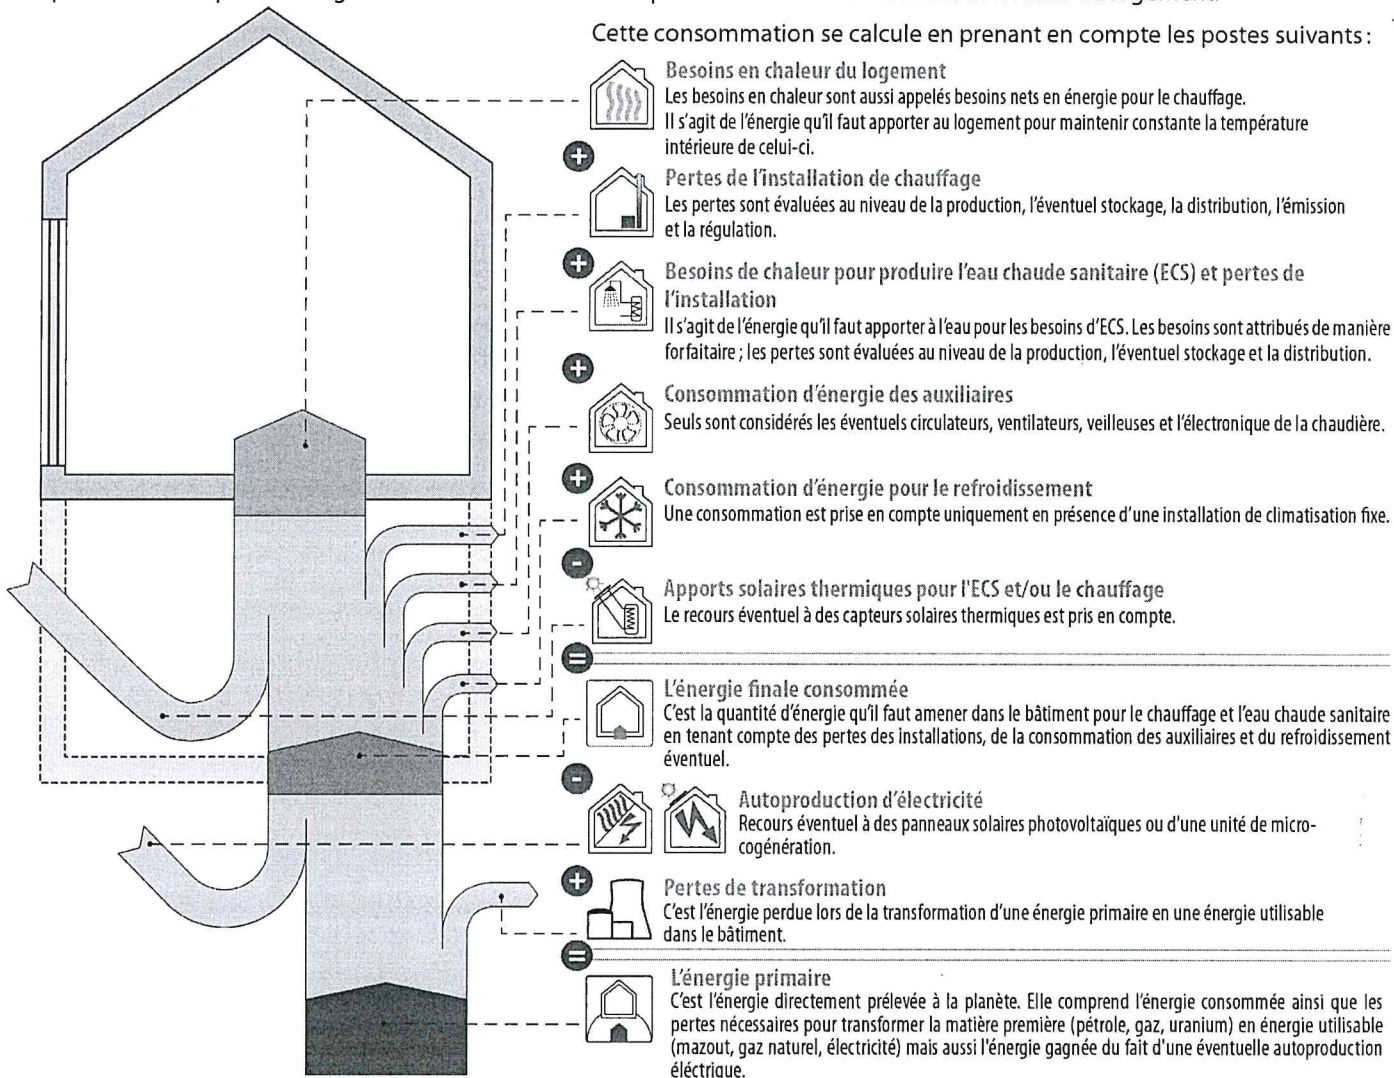 Cette consommation se calcule en prenant en compte les postes suivants :
Besoins en chaleur du logement
Les besoins en chaleur sont aussi appelés besoins nets en énergie pour le chauffage.
Il s'agit de l'énergie qu'il faut apporter au logement pour maintenir constante la température
intérieure de celui-ci.
+
Pertes de l'installation de chauffage
Les pertes sont évaluées au niveau de la production, l'éventuel stockage, la distribution, l'émission
et la régulation.
+
Besoins de chaleur pour produire l'eau chaude sanitaire (ECS) et pertes de
l'installation
Il s'agit de l'énergie qu'il faut apporter à l'eau pour les besoins d'ECS. Les besoins sont attribués de manière
forfaitaire ; les pertes sont évaluées au niveau de la production, l'éventuel stockage et la distribution.
+
Consommation d'énergie des auxiliaires
Seuls sont considérés les éventuels circulateurs, ventilateurs, veilleuses et l'électronique de la chaudière.
+
Consommation d'énergie pour le refroidissement
Une consommation est prise en compte uniquement en présence d'une installation de climatisation fixe.
-
Apports solaires thermiques pour l'ECS et/ou le chauffage
Le recours éventuel à des capteurs solaires thermiques est pris en compte.
=
L'énergie finale consommée
C'est la quantité d'énergie qu'il faut amener dans le bâtiment pour le chauffage et l'eau chaude sanitaire
en tenant compte des pertes des installations, de la consommation des auxiliaires et du refroidissement
éventuel.
-
Autoproduction d'électricité
Recours éventuel à des panneaux solaires photovoltaïques ou d'une unité de micro-
cogénération.
+
Pertes de transformation
C'est l'énergie perdue lors de la transformation d'une énergie primaire en une énergie utilisable
dans le bâtiment.
=
L'énergie primaire
C'est l'énergie directement prélevée à la planète. Elle comprend l'énergie consommée ainsi que les
pertes nécessaires pour transformer la matière première (pétrole, gaz, uranium) en énergie utilisable
(mazout, gaz naturel, électricité) mais aussi l'énergie gagnée du fait d'une éventuelle autoproduction
éléctrique.